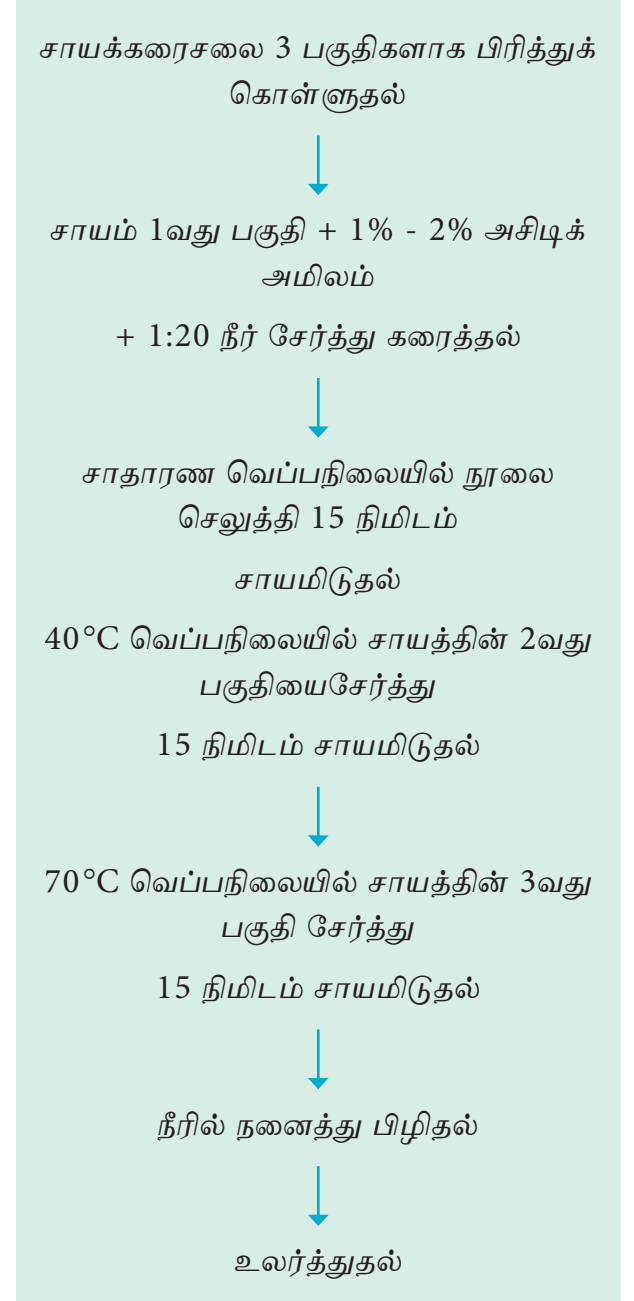 சாயக்கரைசலை 3 பகுதிகளாக பிரித்துக்
கொள்ளுதல்
சாயம் 1வது பகுதி + 1% - 2% அசிடிக்
அமிலம்
+ 1:20 நீர் சேர்த்து கரைத்தல்
சாதாரண வெப்பநிலையில் நூலை
செலுத்தி 15 நிமிடம்
சாயமிடுதல்
40°C வெப்பநிலையில் சாயத்தின் 2வது
பகுதியைசேர்த்து
15 நிமிடம் சாயமிடுதல்
70°C வெப்பநிலையில் சாயத்தின் 3வது
பகுதி சேர்த்து
15 நிமிடம் சாயமிடுதல்
நீரில் நனைத்து பிழிதல்
உலர்த்துதல்